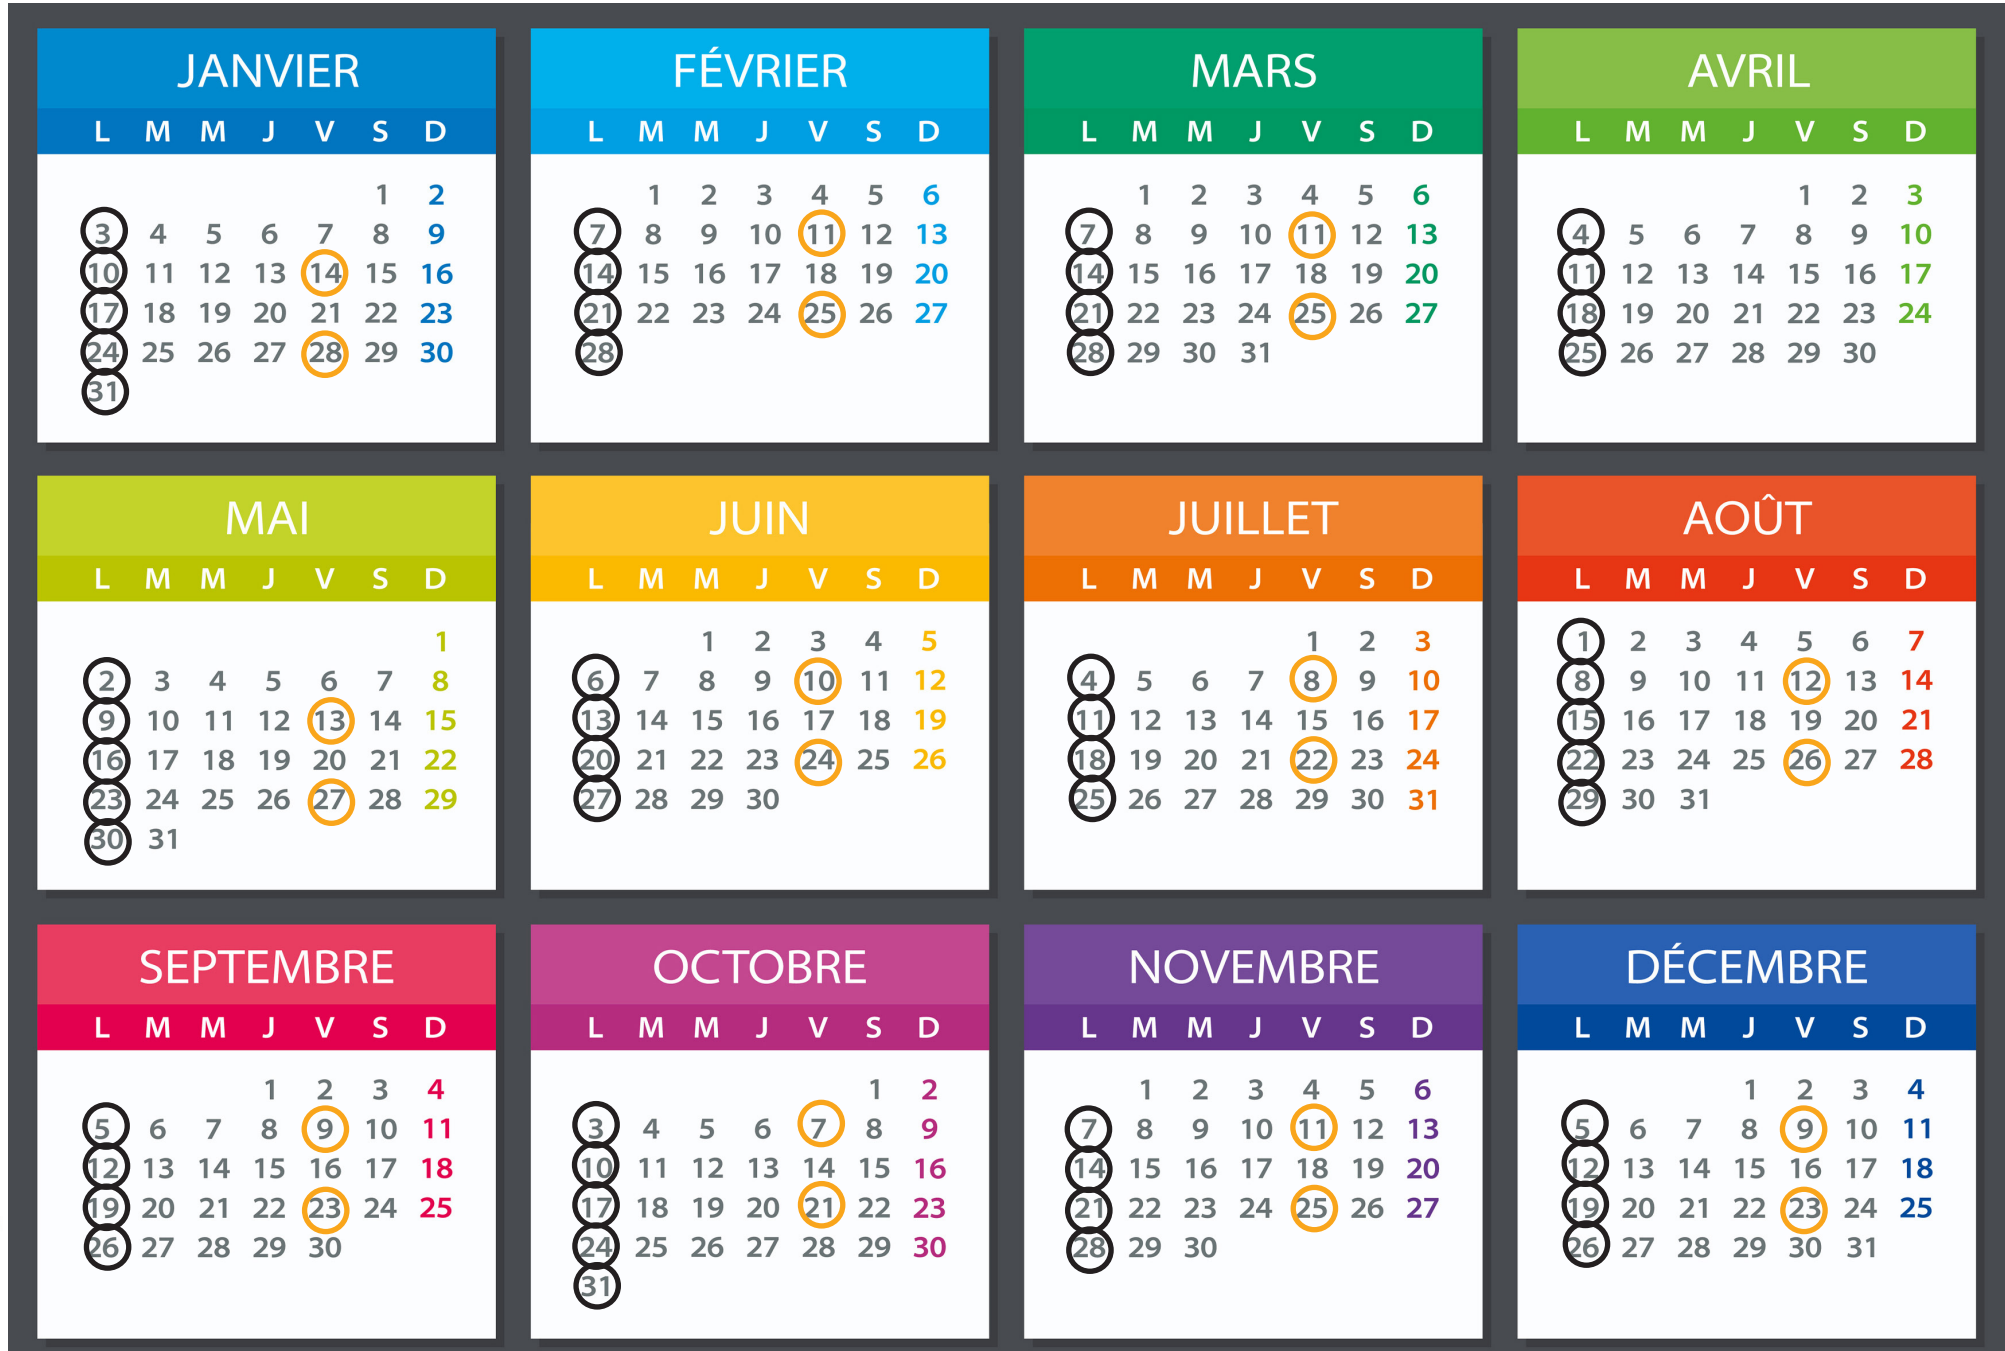 JANVIER
L M M J V S D
1 2
3 4 5 6 7 8 9
10 11 12 13 14 15 16
17 18 19 20 21 22 23
24 25 26 27 28 29 30
31
FÉVRIER
L M M J V S D
1 2 3 4 5 6
7 8 9 10 11 12 13
14 15 16 17 18 19 20
21 22 23 24 25 26 27
28
MARS
L M M J V S D
1 2 3 4 5 6
7 8 9 10 11 12 13
14 15 16 17 18 19 20
21 22 23 24 25 26 27
28 29 30 31
AVRIL
L M M J V S D
1 2 3
4 5 6 7 8 9 10
11 12 13 14 15 16 17
18 19 20 21 22 23 24
25 26 27 28 29 30
MAI
L M M J V S D
1
2 3 4 5 6 7 8
9 10 11 12 13 14 15
16 17 18 19 20 21 22
23 24 25 26 27 28 29
30 31
JUIN
L M M J V S D
1 2 3 4 5
6 7 8 9 10 11 12
13 14 15 16 17 18 19
20 21 22 23 24 25 26
27 28 29 30
JUILLET
L M M J V S D
1 2 3
4 5 6 7 8 9 10
11 12 13 14 15 16 17
18 19 20 21 22 23 24
25 26 27 28 29 30 31
AOÛT
L M M J V S D
1 2 3 4 5 6 7
8 9 10 11 12 13 14
15 16 17 18 19 20 21
22 23 24 25 26 27 28
29 30 31
SEPTEMBRE
L M M J V S D
1 2 3 4
5 6 7 8 9 10 11
12 13 14 15 16 17 18
19 20 21 22 23 24 25
26 27 28 29 30
OCTOBRE
L M M J V S D
1 2
3 4 5 6 7 8 9
10 11 12 13 14 15 16
17 18 19 20 21 22 23
24 25 26 27 28 29 30
31
NOVEMBRE
L M M J V S D
1 2 3 4 5 6
7 8 9 10 11 12 13
14 15 16 17 18 19 20
21 22 23 24 25 26 27
28 29 30
DÉCEMBRE
L M M J V S D
1 2 3 4
5 6 7 8 9 10 11
12 13 14 15 16 17 18
19 20 21 22 23 24 25
26 27 28 29 30 31